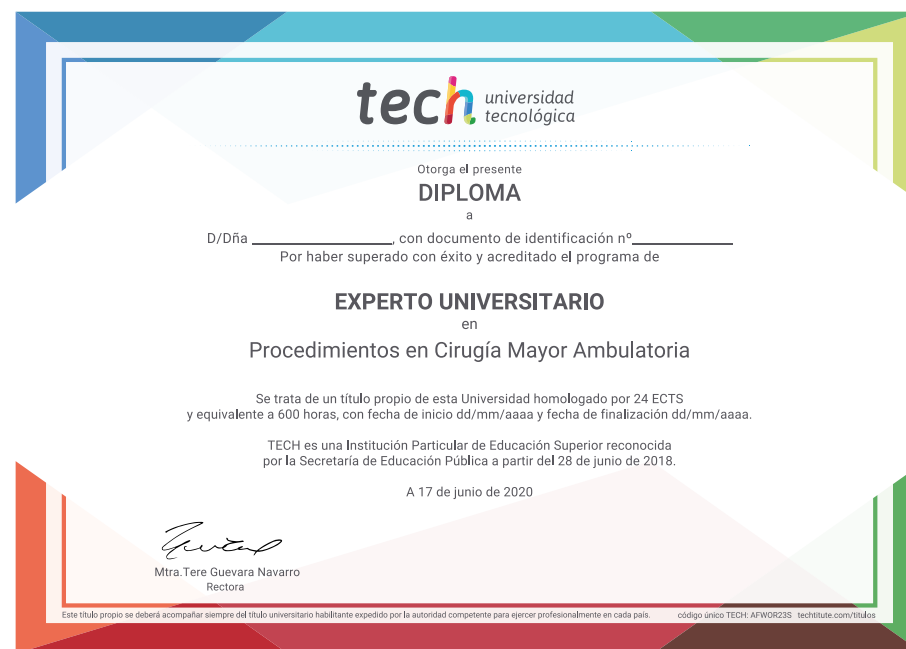 tech universidad
tecnológica
Otorga el presente
DIPLOMA
a
D/Dña ____________________, con documento de identificación nº______________
Por haber superado con éxito y acreditado el programa de
EXPERTO UNIVERSITARIO
en
Procedimientos en Cirugía Mayor Ambulatoria
Se trata de un título propio de esta Universidad homologado por 24 ECTS
y equivalente a 600 horas, con fecha de inicio dd/mm/aaaa y fecha de finalización dd/mm/aaaa.
TECH es una Institución Particular de Educación Superior reconocida
por la Secretaría de Educación Pública a partir del 28 de junio de 2018.
A 17 de junio de 2020
Mtra.Tere Guevara Navarro
Rectora
Este título propio se deberá acompañar siempre del título universitario habilitante expedido por la autoridad competente para ejercer profesionalmente en cada país. código único TECH: AFWOR23S techtitute.com/titulos